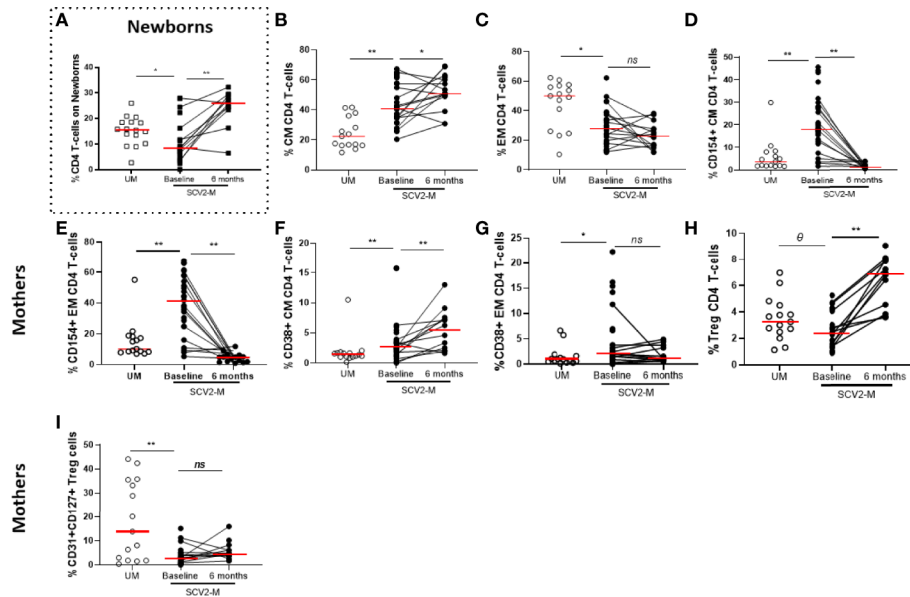 A
Newborns
% CD4 T-Cells on Newborns
40
30
20
10
0
*
**
UM
Baseline
6 months
SCV2-M
B
% CM CD4 T-cells
80
60
40
20
0
**
*
UM
Baseline
6 months
SCV2-M
C
% EM CD4 T-cells
80
60
40
20
0
*
ns
UM
Baseline
6 months
SCV2-M
D
% CD154+ CM CD4 T-cells
50
40
30
20
10
0
**
**
UM
Baseline
6 months
SCV2-M
Mothers
E
% CD154+ EM CD4 T-cells
80
60
40
20
0
**
**
UM
Baseline
6 months
SCV2-M
F
% CD38+ CM CD4 T-cells
20
15
10
5
0
**
**
UM
Baseline
6 months
SCV2-M
G
% CD38+ EM CD4 T-cells
25
20
15
10
5
0
*
ns
UM
Baseline
6 months
SCV2-M
H
% Treg CD4 T-cells
10
8
6
4
2
0
θ
**
UM
Baseline
6 months
SCV2-M
Mothers
I
% CD31+CD127+ Treg cells
50
40
30
20
10
0
**
ns
UM
Baseline
6 months
SCV2-M